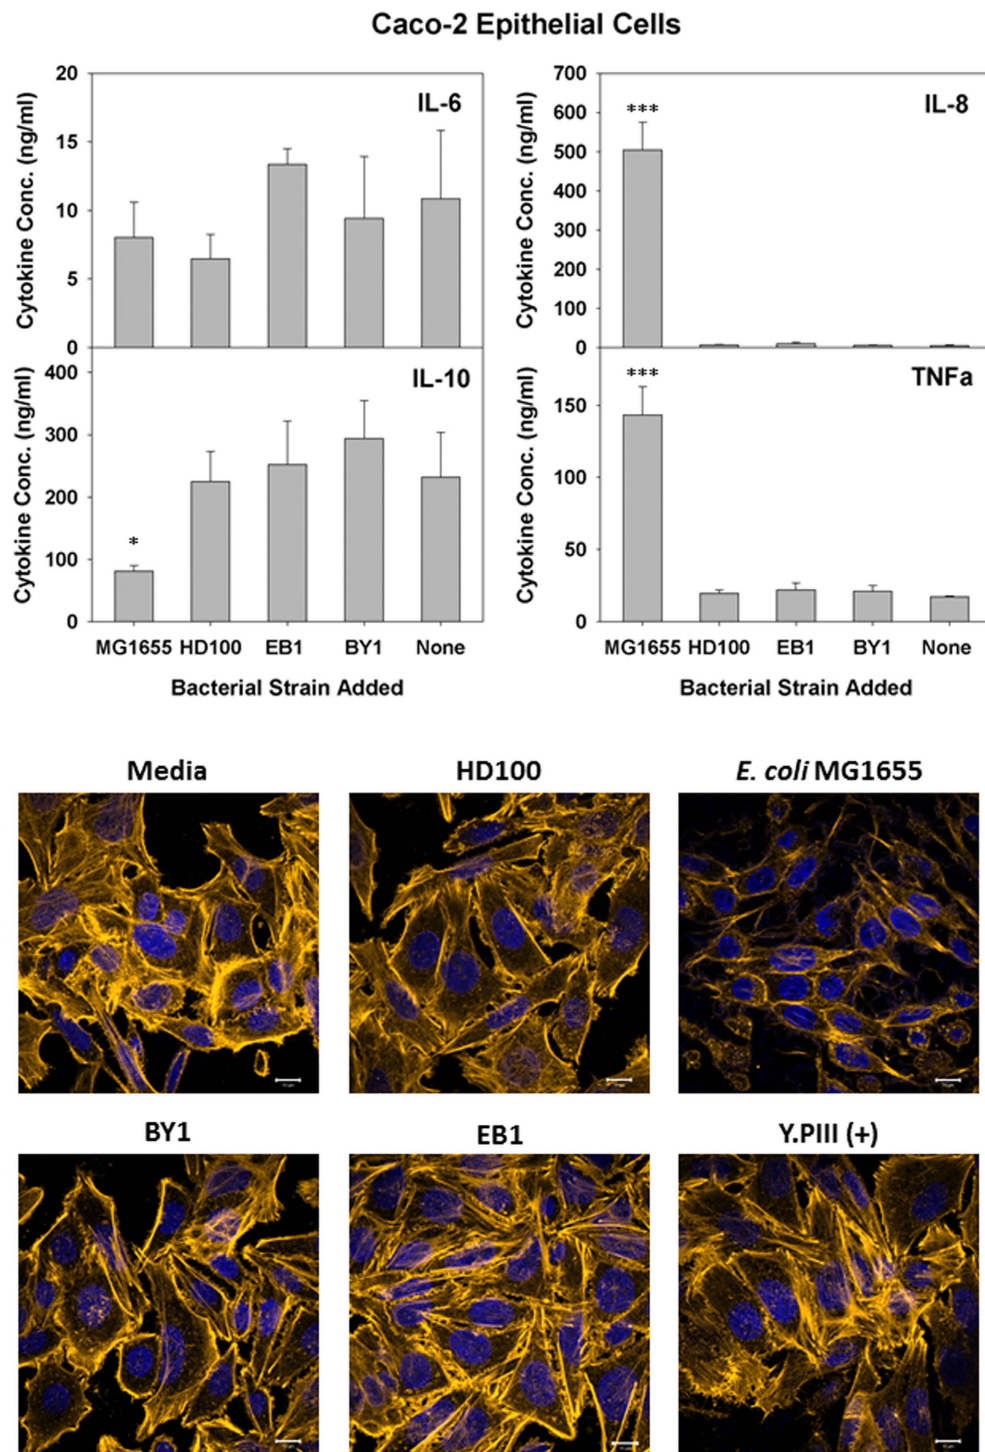 Caco-2 Epithelial Cells
Cytokine Conc. (ng/ml)
20
15
10
5
0
IL-6
Cytokine Conc. (ng/ml)
700
600
500
400
300
200
100
0
***
IL-8
Cytokine Conc. (ng/ml)
400
300
200
100
0
*
IL-10
MG1655 HD100 EB1 BY1 None
Bacterial Strain Added
Cytokine Conc. (ng/ml)
150
100
50
0
***
TNFa
MG1655 HD100 EB1 BY1 None
Bacterial Strain Added
Media
HD100
E. coli MG1655
BY1
EB1
Y.PIII (+)